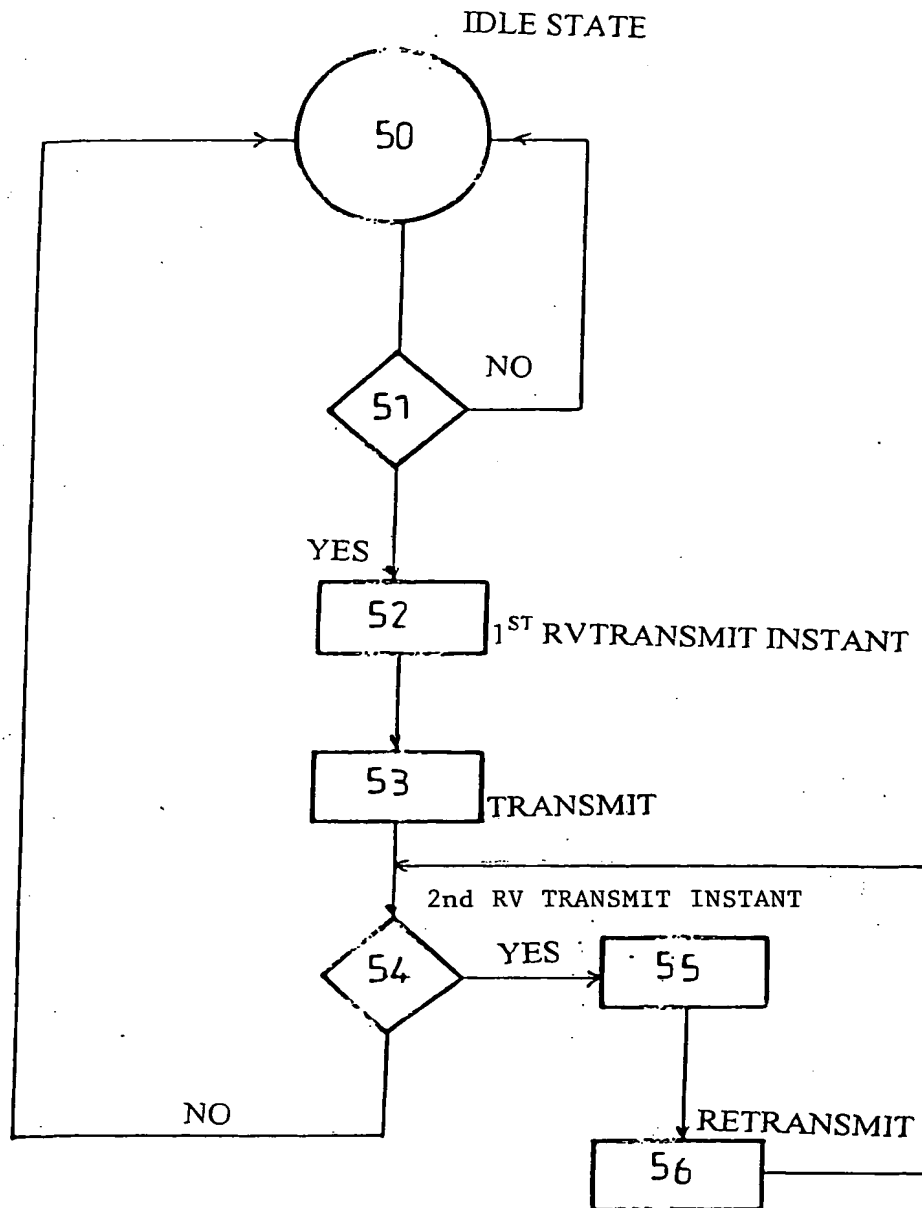 IDLE STATE
50
NO
51
YES
52
1ST RVTRANSMIT INSTANT
53
TRANSMIT
2nd RV TRANSMIT INSTANT
YES
54
55
NO
RETRANSMIT
56